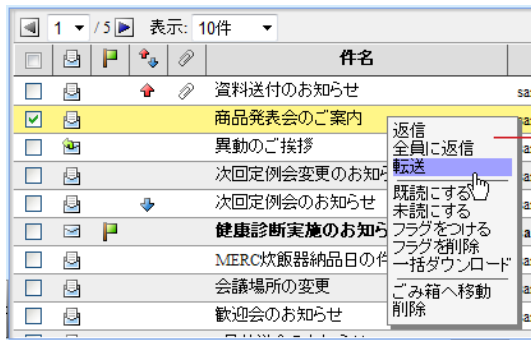 1 / 5 表示: 10件
件名
資料送付のお知らせ
商品発表会のご案内
異動のご挨拶
次回定例会変更のお知
次回定例会のお知らせ
健康診断実施のお知ら
MERC炊飯器納品日の件
会議場所の変更
歓迎会のお知らせ
返信
全員に返信
転送
既読にする
未読にする
フラグをつける
フラグを削除
一括ダウンロード
ごみ箱へ移動
削除